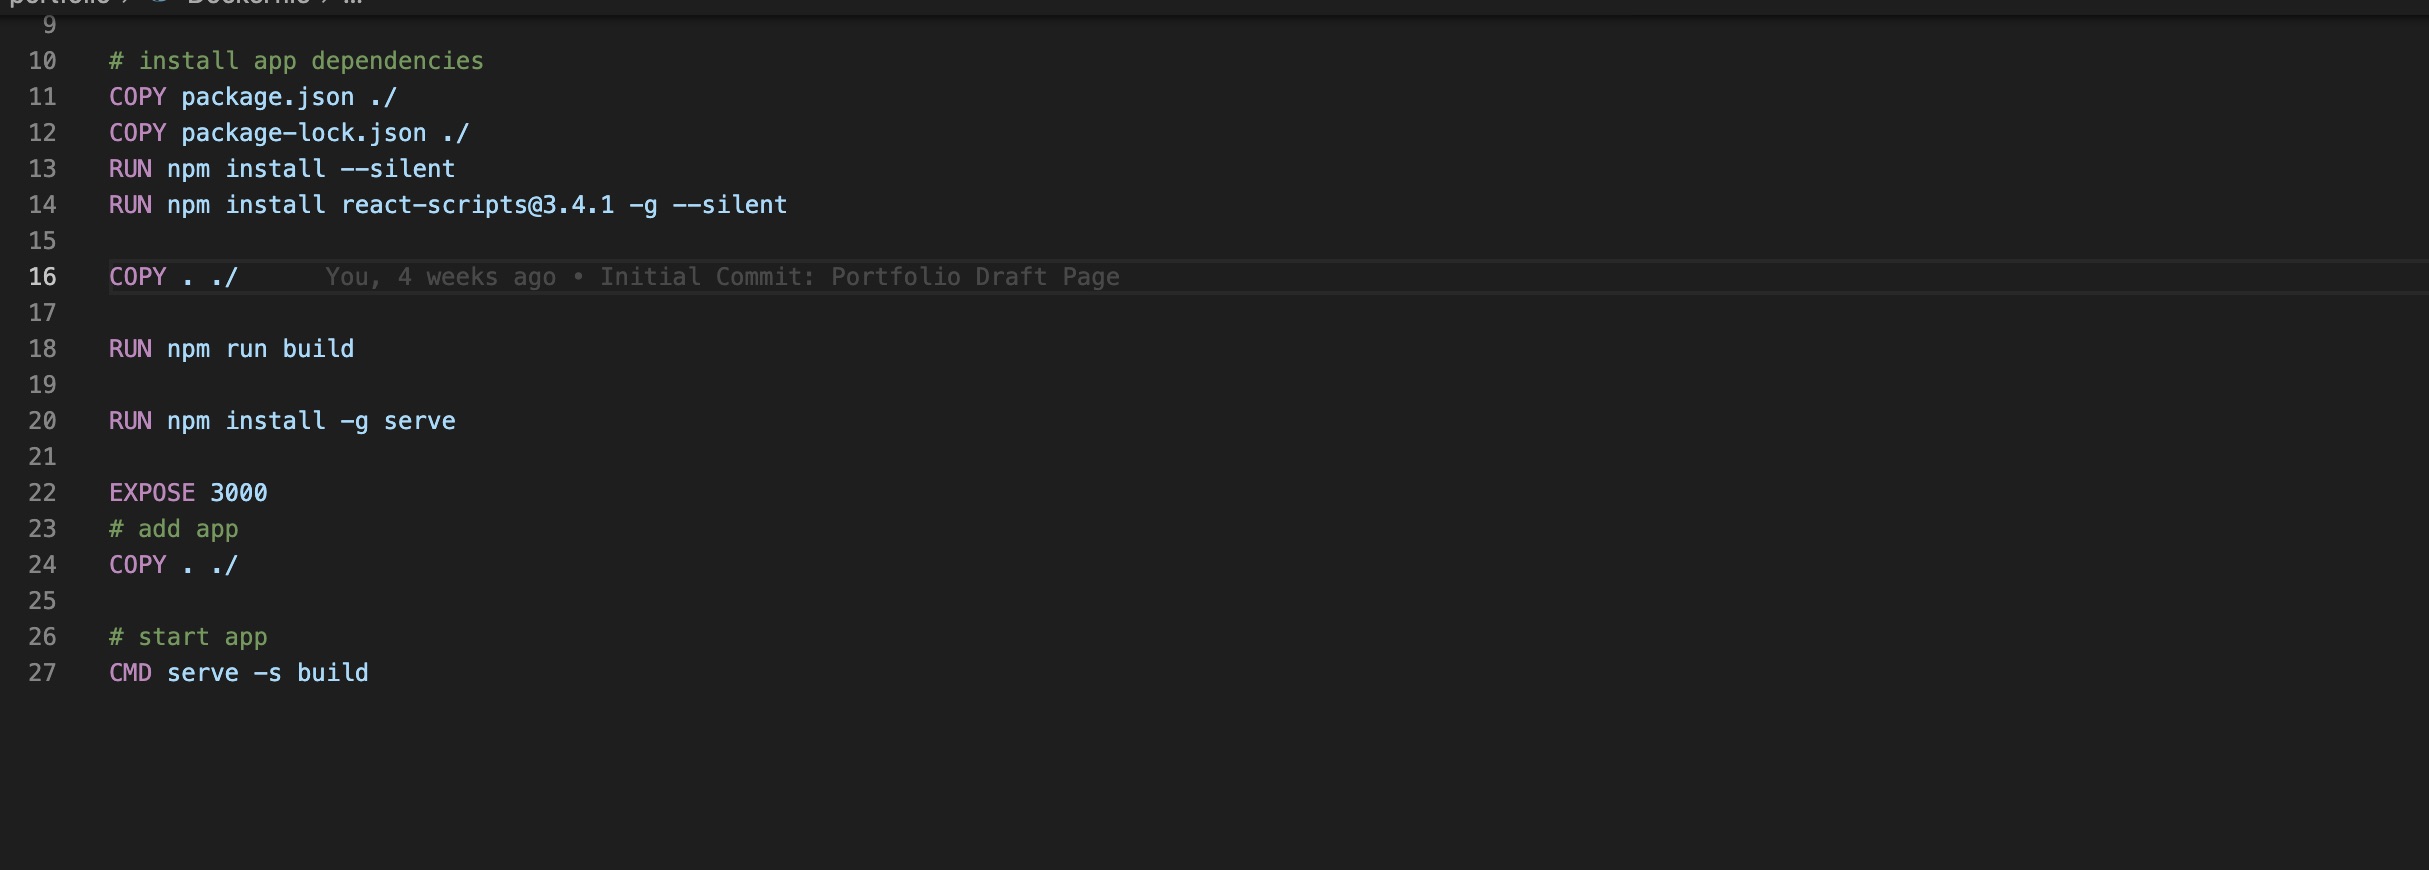 portfolio › Dockerfile › ...
9
10 # install app dependencies
11 COPY package.json ./
12 COPY package-lock.json ./
13 RUN npm install --silent
14 RUN npm install react-scripts@3.4.1 -g --silent
15
16 COPY . ./ You, 4 weeks ago • Initial Commit: Portfolio Draft Page
17
18 RUN npm run build
19
20 RUN npm install -g serve
21
22 EXPOSE 3000
23 # add app
24 COPY . ./
25
26 # start app
27 CMD serve -s build